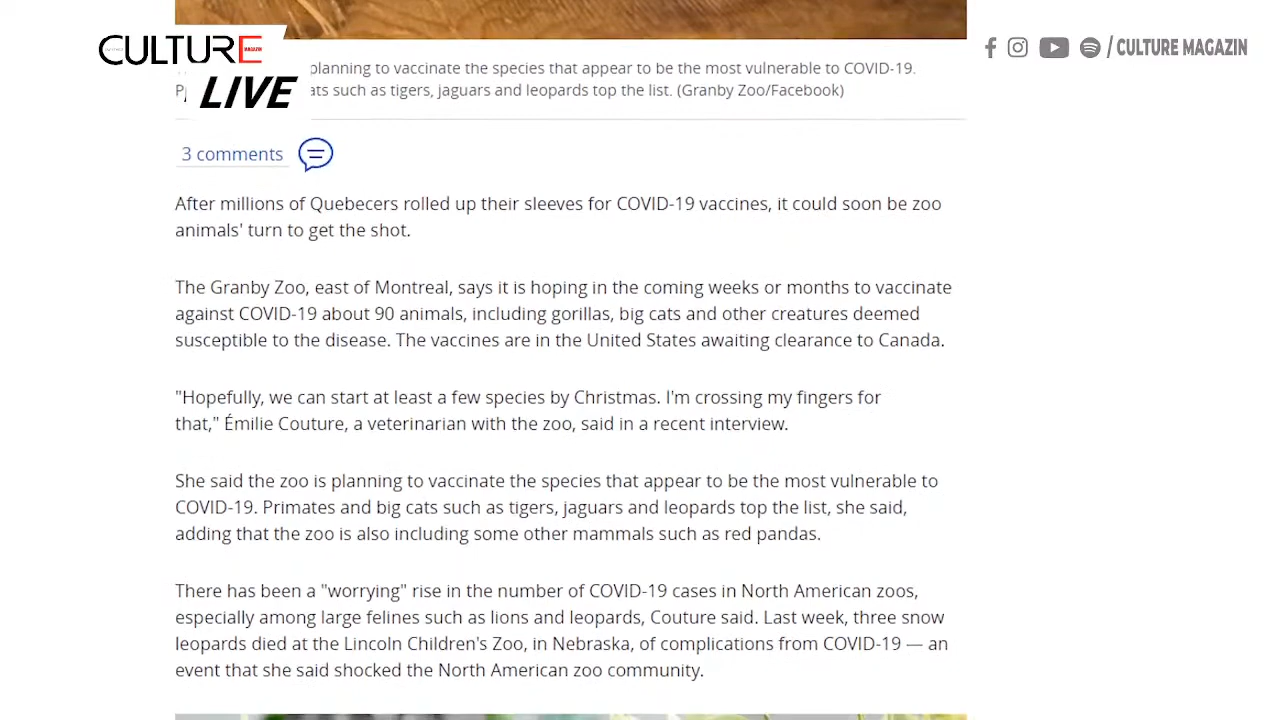 CULTURE MAGAZIN
LIVE
/ CULTURE MAGAZIN
planning to vaccinate the species that appear to be the most vulnerable to COVID-19.
such as tigers, jaguars and leopards top the list. (Granby Zoo/Facebook)
3 comments
After millions of Quebecers rolled up their sleeves for COVID-19 vaccines, it could soon be zoo
animals' turn to get the shot.
The Granby Zoo, east of Montreal, says it is hoping in the coming weeks or months to vaccinate
against COVID-19 about 90 animals, including gorillas, big cats and other creatures deemed
susceptible to the disease. The vaccines are in the United States awaiting clearance to Canada.
"Hopefully, we can start at least a few species by Christmas. I'm crossing my fingers for
that," Émilie Couture, a veterinarian with the zoo, said in a recent interview.
She said the zoo is planning to vaccinate the species that appear to be the most vulnerable to
COVID-19. Primates and big cats such as tigers, jaguars and leopards top the list, she said,
adding that the zoo is also including some other mammals such as red pandas.
There has been a "worrying" rise in the number of COVID-19 cases in North American zoos,
especially among large felines such as lions and leopards, Couture said. Last week, three snow
leopards died at the Lincoln Children's Zoo, in Nebraska, of complications from COVID-19 — an
event that she said shocked the North American zoo community.